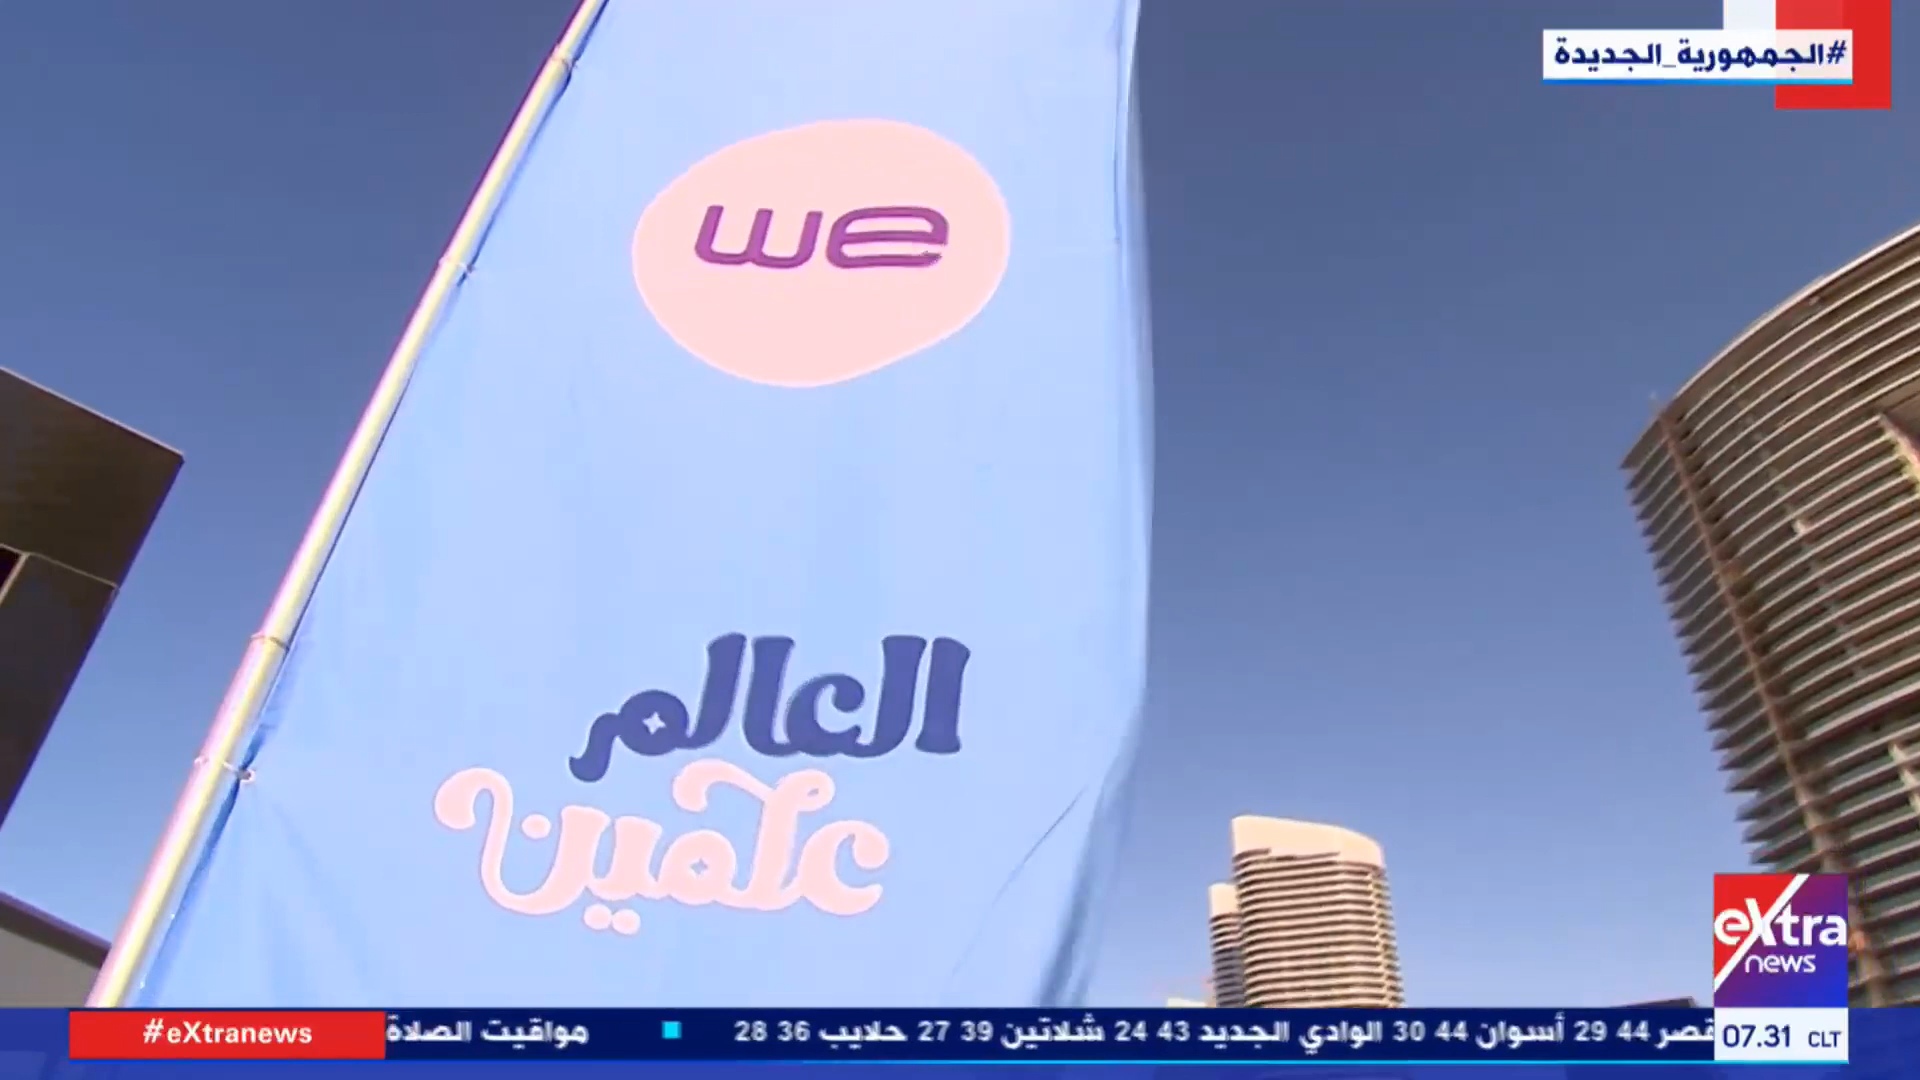 #الجمهورية_الجديدة
we
العالم
علمين
eXtra
news
#eXtranews
قصر 44 29 أسوان 44 30 الوادي الجديد 43 24 شلاتين 39 27 حلايب 36 28 ■ مواقيت الصلاة
07.31 CLT